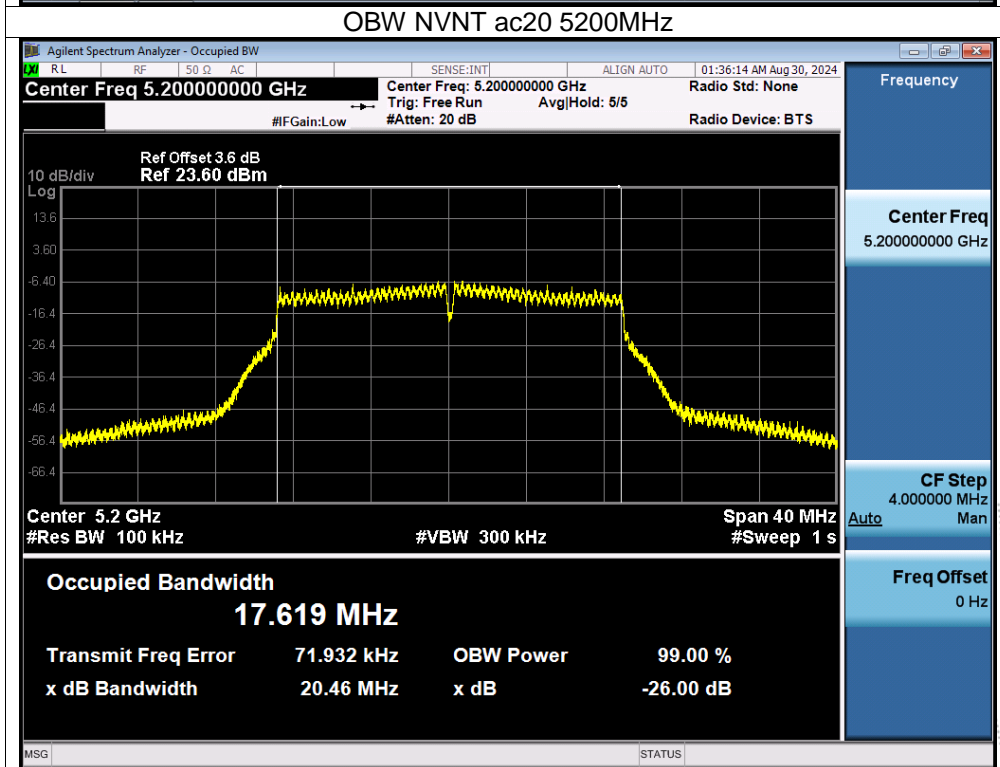 OBW NVNT ac20 5200MHz
Agilent Spectrum Analyzer - Occupied BW
LXI RL RF 50 Ω AC SENSE:INT ALIGN AUTO 01:36:14 AM Aug 30, 2024
Center Freq 5.200000000 GHz
Center Freq: 5.200000000 GHz
Radio Std: None
Trig: Free Run Avg|Hold: 5/5
#IFGain:Low
#Atten: 20 dB
Radio Device: BTS
Ref Offset 3.6 dB
10 dB/div Ref 23.60 dBm
Log
13.6
3.60
-6.40
-16.4
-26.4
-36.4
-46.4
-56.4
-66.4
Center 5.2 GHz Span 40 MHz
#Res BW 100 kHz #VBW 300 kHz #Sweep 1 s
Occupied Bandwidth
17.619 MHz
Transmit Freq Error 71.932 kHz OBW Power 99.00 %
x dB Bandwidth 20.46 MHz x dB -26.00 dB
MSG STATUS
Frequency
Center Freq
5.200000000 GHz
CF Step
4.000000 MHz
Auto Man
Freq Offset
0 Hz